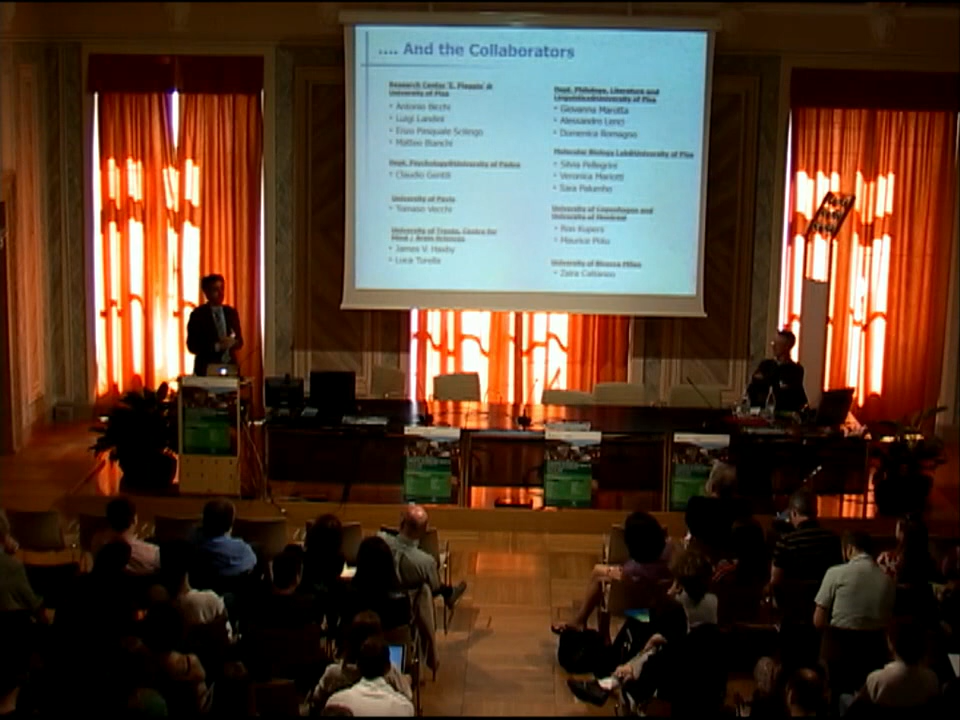 .... And the Collaborators
Research Center 'E. Piaggio' @
University of Pisa
• Antonio Bicchi
• Luigi Landini
• Enzo Pasquale Scilingo
• Matteo Bianchi
Dept. Psychology@University of Padova
• Claudio Gentili
University of Pavia
• Tomaso Vecchi
University of Trento, Centre for
Mind / Brain Sciences
• James V. Haxby
• Luca Turella
Dept. Philology, Literature and
Linguistics@University of Pisa
• Giovanna Marotta
• Alessandro Lenci
• Domenica Romagno
Molecular Biology Lab@University of Pisa
• Silvia Pellegrini
• Veronica Mariotti
• Sara Palumbo
University of Copenhagen and
University of Montreal
• Ron Kupers
• Maurice Ptito
University of Bicocca Milan
• Zaira Cattaneo